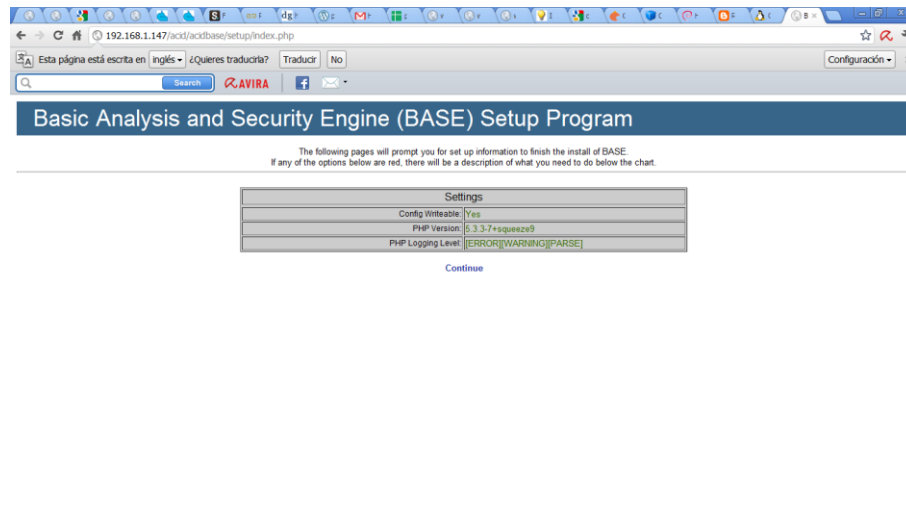 192.168.1.147/acid/acidbase/setup/index.php
Esta página está escrita en inglés ¿Quieres traducirla? Traducir No Configuración
Search AVIRA
Basic Analysis and Security Engine (BASE) Setup Program
The following pages will prompt you for set up information to finish the install of BASE.
If any of the options below are red, there will be a description of what you need to do below the chart.
Settings
Config Writeable: Yes
PHP Version: 5.3.3-7+squeeze9
PHP Logging Level: [ERROR][WARNING][PARSE]
Continue